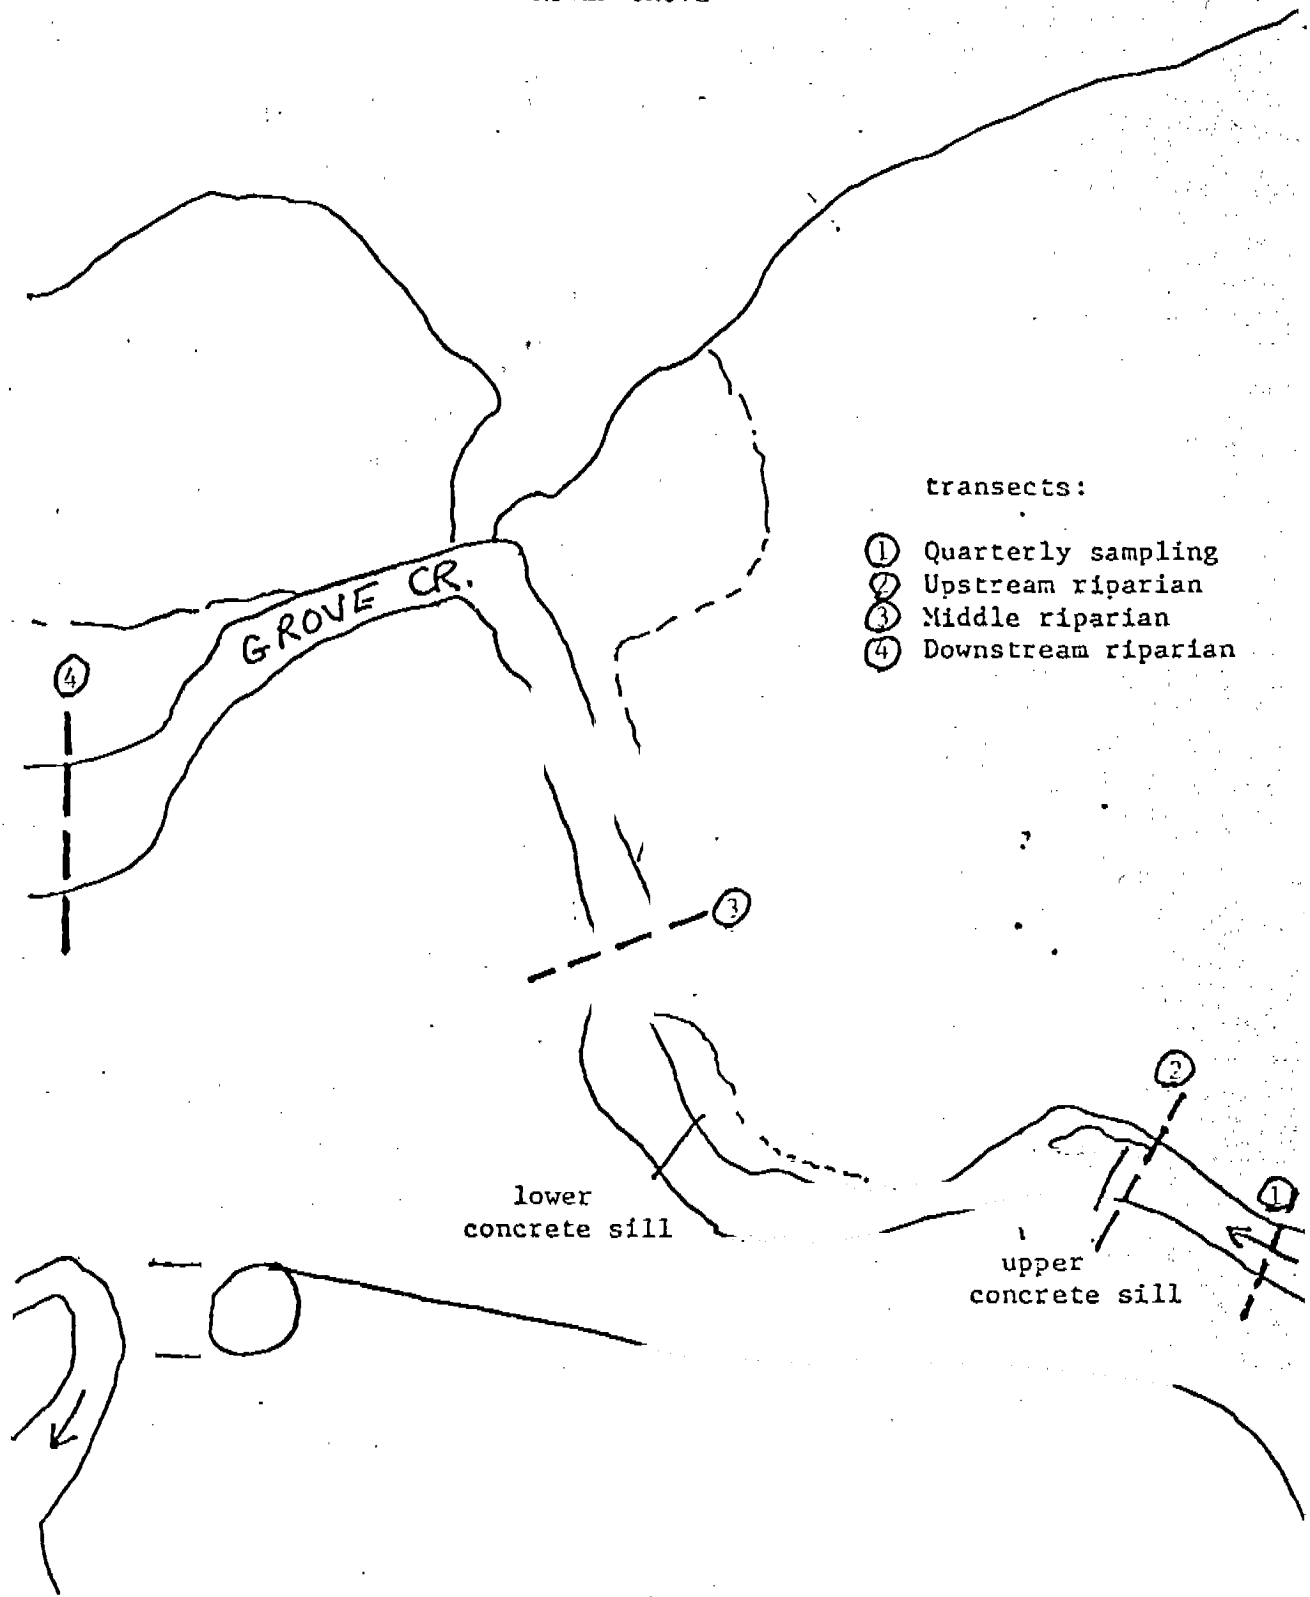 transects:
① Quarterly sampling
② Upstream riparian
③ Middle riparian
④ Downstream riparian
GROVE CR.
④
③
②
①
lower
concrete sill
upper
concrete sill